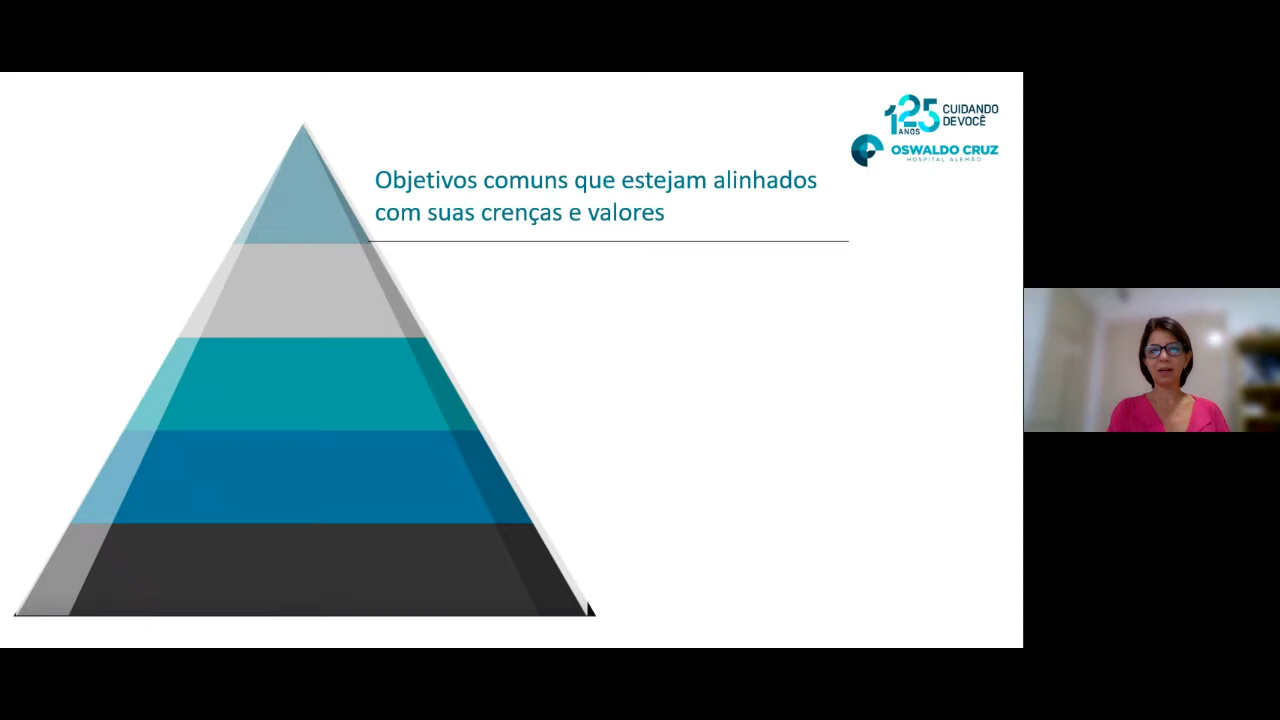 125 ANOS
CUIDANDO
DE VOCÊ
OSWALDO CRUZ
HOSPITAL ALEMÃO
Objetivos comuns que estejam alinhados
com suas crenças e valores